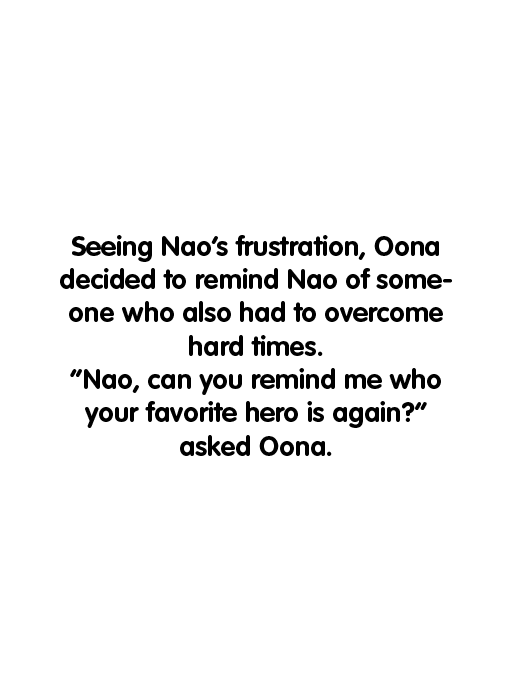 Seeing Nao's frustration, Oona
decided to remind Nao of some-
one who also had to overcome
hard times.
"Nao, can you remind me who
your favorite hero is again?"
asked Oona.